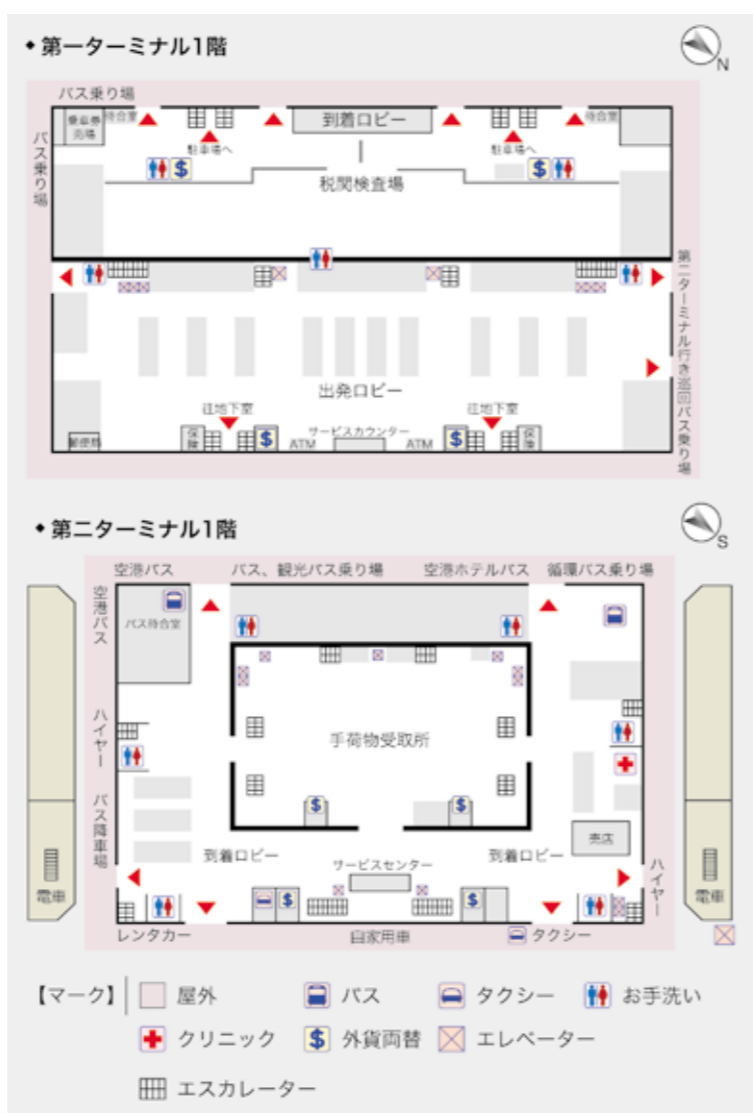 ◆ 第一ターミナル1階
N
バス乗り場
バス乗り場
乗車券
売場
待合室
到着ロビー
待合室
駐車場へ
駐車場へ
税関検査場
第二ターミナル行き巡回バス乗り場
出発ロビー
往地下室
往地下室
郵便局
保険
ATM
サービスカウンター
ATM
保険
◆ 第二ターミナル1階
S
空港バス
バス、観光バス乗り場
空港ホテルバス
循環バス乗り場
空港バス
バス待合室
ハイヤー
手荷物受取所
バス降車場
売店
到着ロビー
サービスセンター
到着ロビー
ハイヤー
電車
電車
レンタカー
自家用車
タクシー
【マーク】 屋外 バス タクシー お手洗い
クリニック 外貨両替 エレベーター
エスカレーター